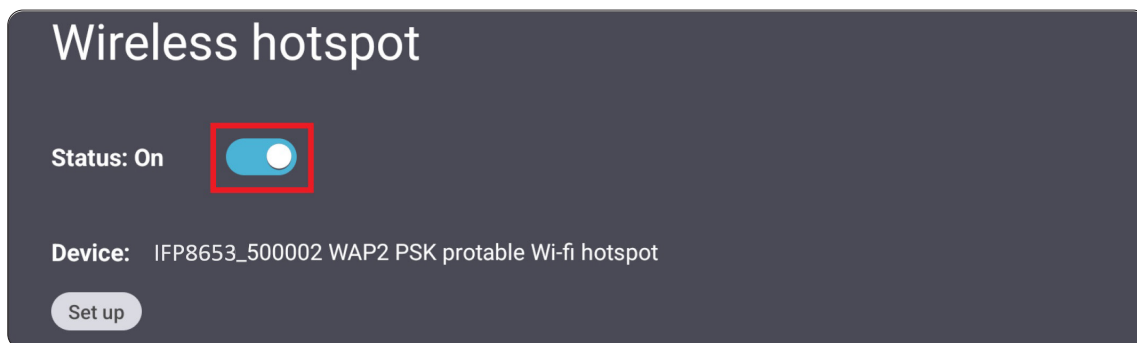 Wireless hotspot
Status: On
Device: IFP8653_500002 WAP2 PSK protable Wi-fi hotspot
Set up